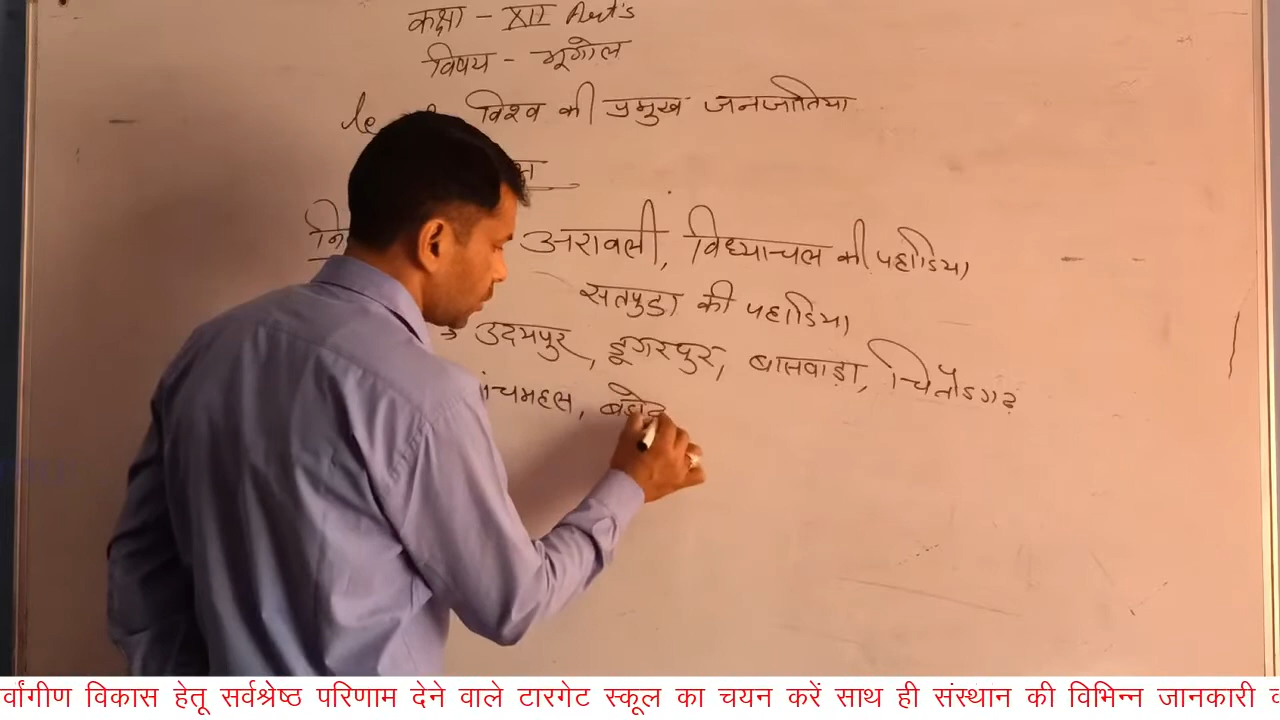 कक्षा - XII Art's
विषय - भूगोल
विश्व की प्रमुख जनजातिया
अरावली, विध्याचल की पहाडिया
सतपुडा की पहाडिया
→ उदयपुर, डूगरपुर, बासवाड़ा, चितौडगढ
पंचमहल, बडोद
र्वांगीण विकास हेतू सर्वश्रेष्ठ परिणाम देने वाले टारगेट स्कूल का चयन करें साथ ही संस्थान की विभिन्न जानकारी